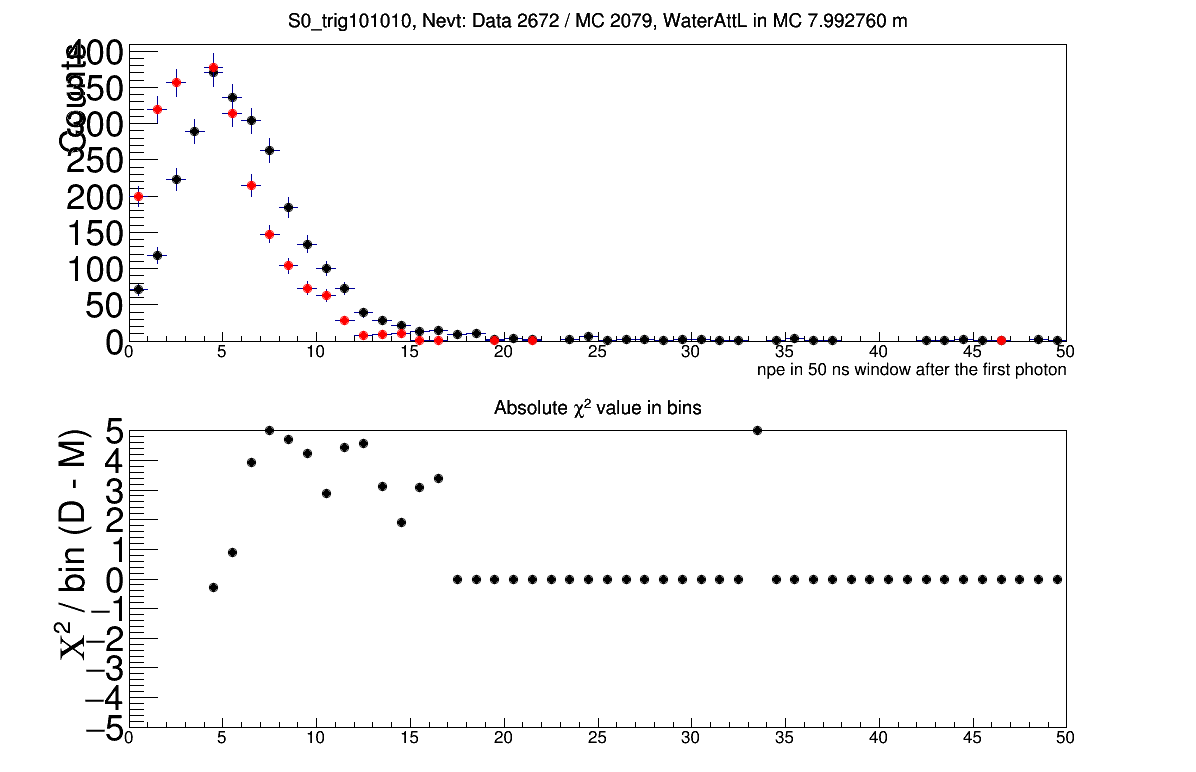 S0_trig101010, Nevt: Data 2672 / MC 2079, WaterAttL in MC 7.992760 m
Counts
400
350
300
250
200
150
100
50
0
0 5 10 15 20 25 30 35 40 45 50
npe in 50 ns window after the first photon
Absolute χ² value in bins
Χ² / bin (D - M)
5
4
3
2
1
0
−1
−2
−3
−4
−5
0 5 10 15 20 25 30 35 40 45 50